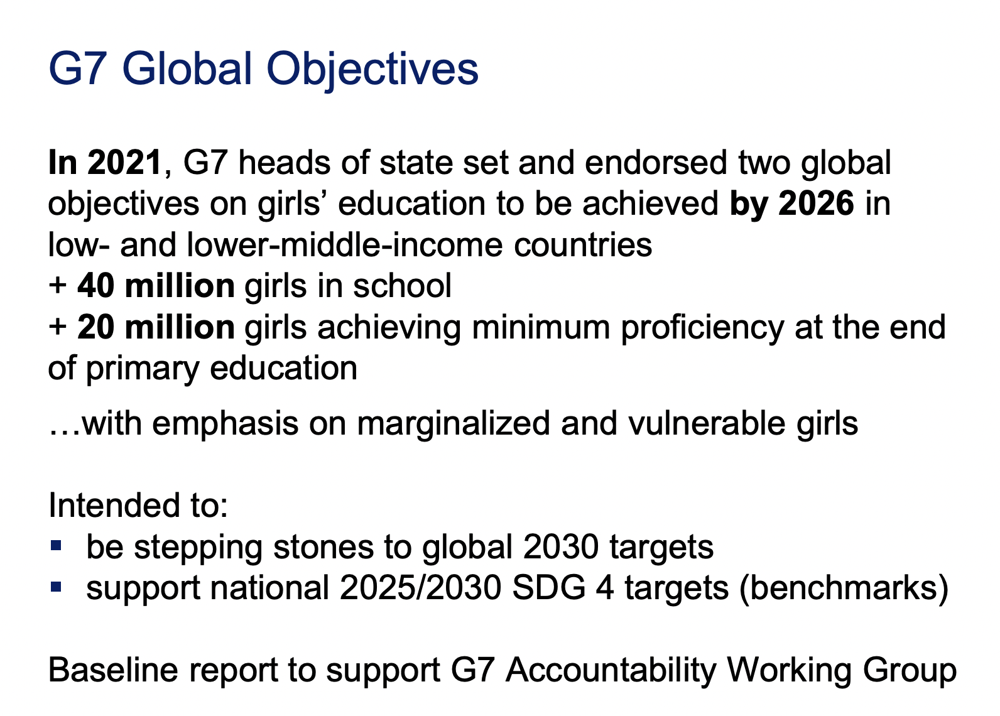 G7 Global Objectives
In 2021, G7 heads of state set and endorsed two global
objectives on girls’ education to be achieved by 2026 in
low- and lower-middle-income countries
+ 40 million girls in school
+ 20 million girls achieving minimum proficiency at the end
of primary education
…with emphasis on marginalized and vulnerable girls
Intended to:
▪ be stepping stones to global 2030 targets
▪ support national 2025/2030 SDG 4 targets (benchmarks)
Baseline report to support G7 Accountability Working Group